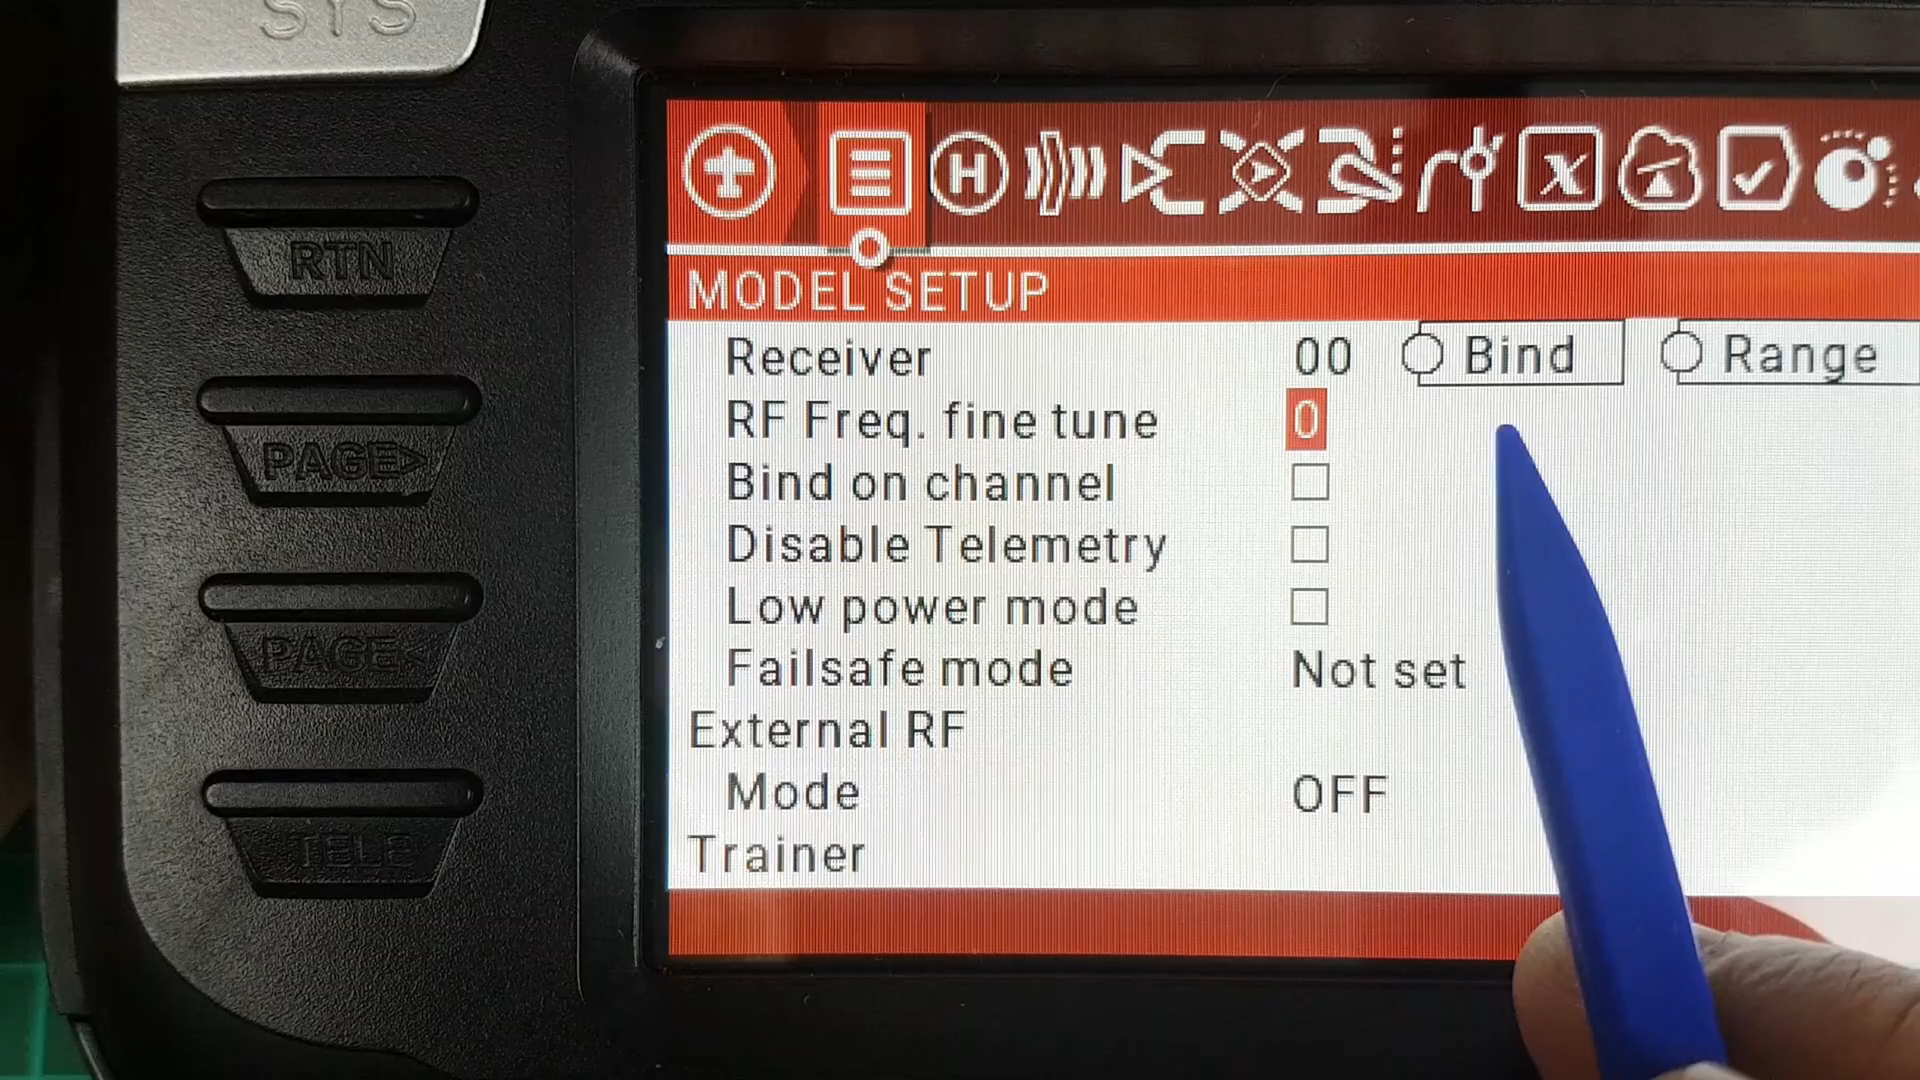 SYS
RTN
PAGE>
PAGE<
TELE
H
x
MODEL SETUP
Receiver 00 Bind Range
RF Freq. fine tune 0
Bind on channel
Disable Telemetry
Low power mode
Failsafe mode Not set
External RF
Mode OFF
Trainer